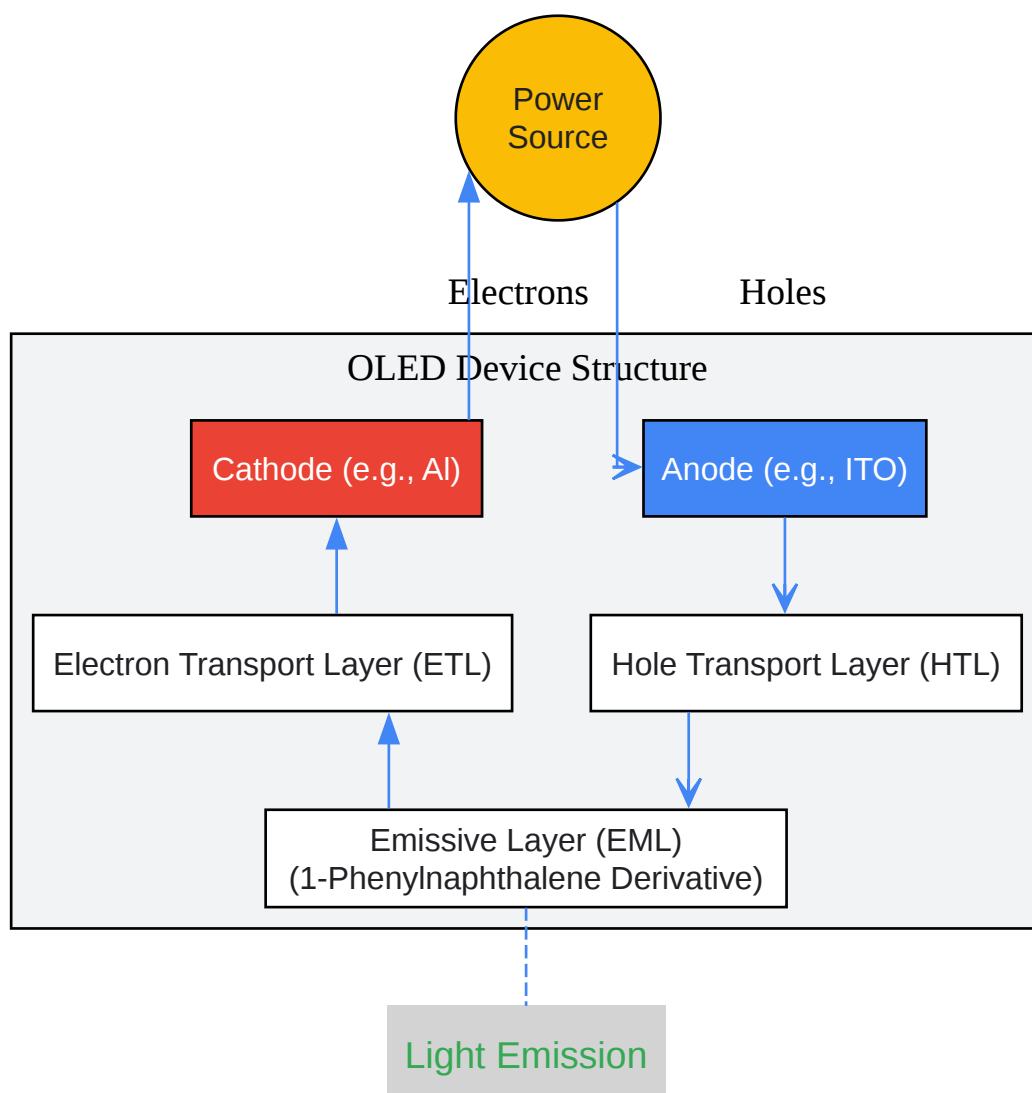 Power
Source
Electrons
Holes
OLED Device Structure
Cathode (e.g., Al)
Anode (e.g., ITO)
Electron Transport Layer (ETL)
Hole Transport Layer (HTL)
Emissive Layer (EML)
(1-Phenylnaphthalene Derivative)
Light Emission